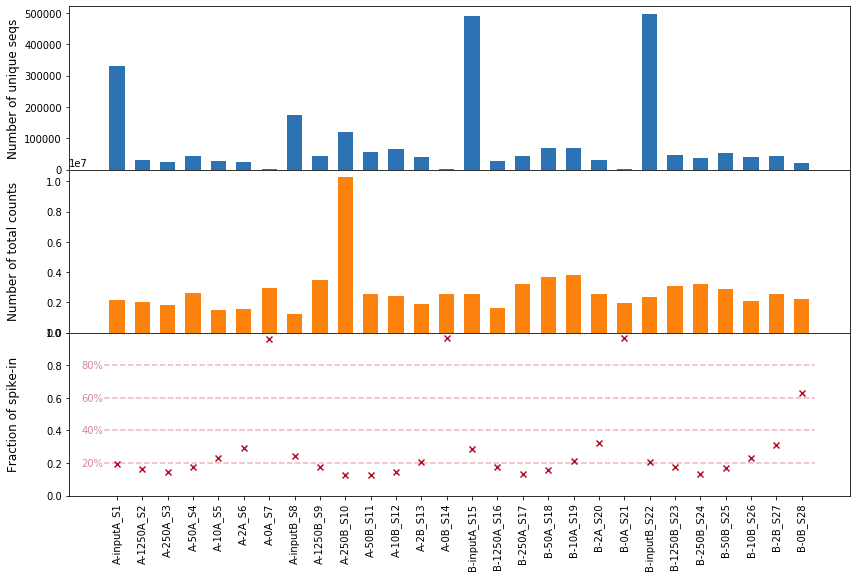 Number of unique seqs
500000
400000
300000
200000
100000
0
1e7
Number of total counts
1.0
0.8
0.6
0.4
0.2
0.0
Fraction of spike-in
1.0
0.8
0.6
0.4
0.2
0.0
80%
60%
40%
20%
A-inputA_S1
A-1250A_S2
A-250A_S3
A-50A_S4
A-10A_S5
A-2A_S6
A-0A_S7
A-inputB_S8
A-1250B_S9
A-250B_S10
A-50B_S11
A-10B_S12
A-2B_S13
A-0B_S14
B-inputA_S15
B-1250A_S16
B-250A_S17
B-50A_S18
B-10A_S19
B-2A_S20
B-0A_S21
B-inputB_S22
B-1250B_S23
B-250B_S24
B-50B_S25
B-10B_S26
B-2B_S27
B-0B_S28